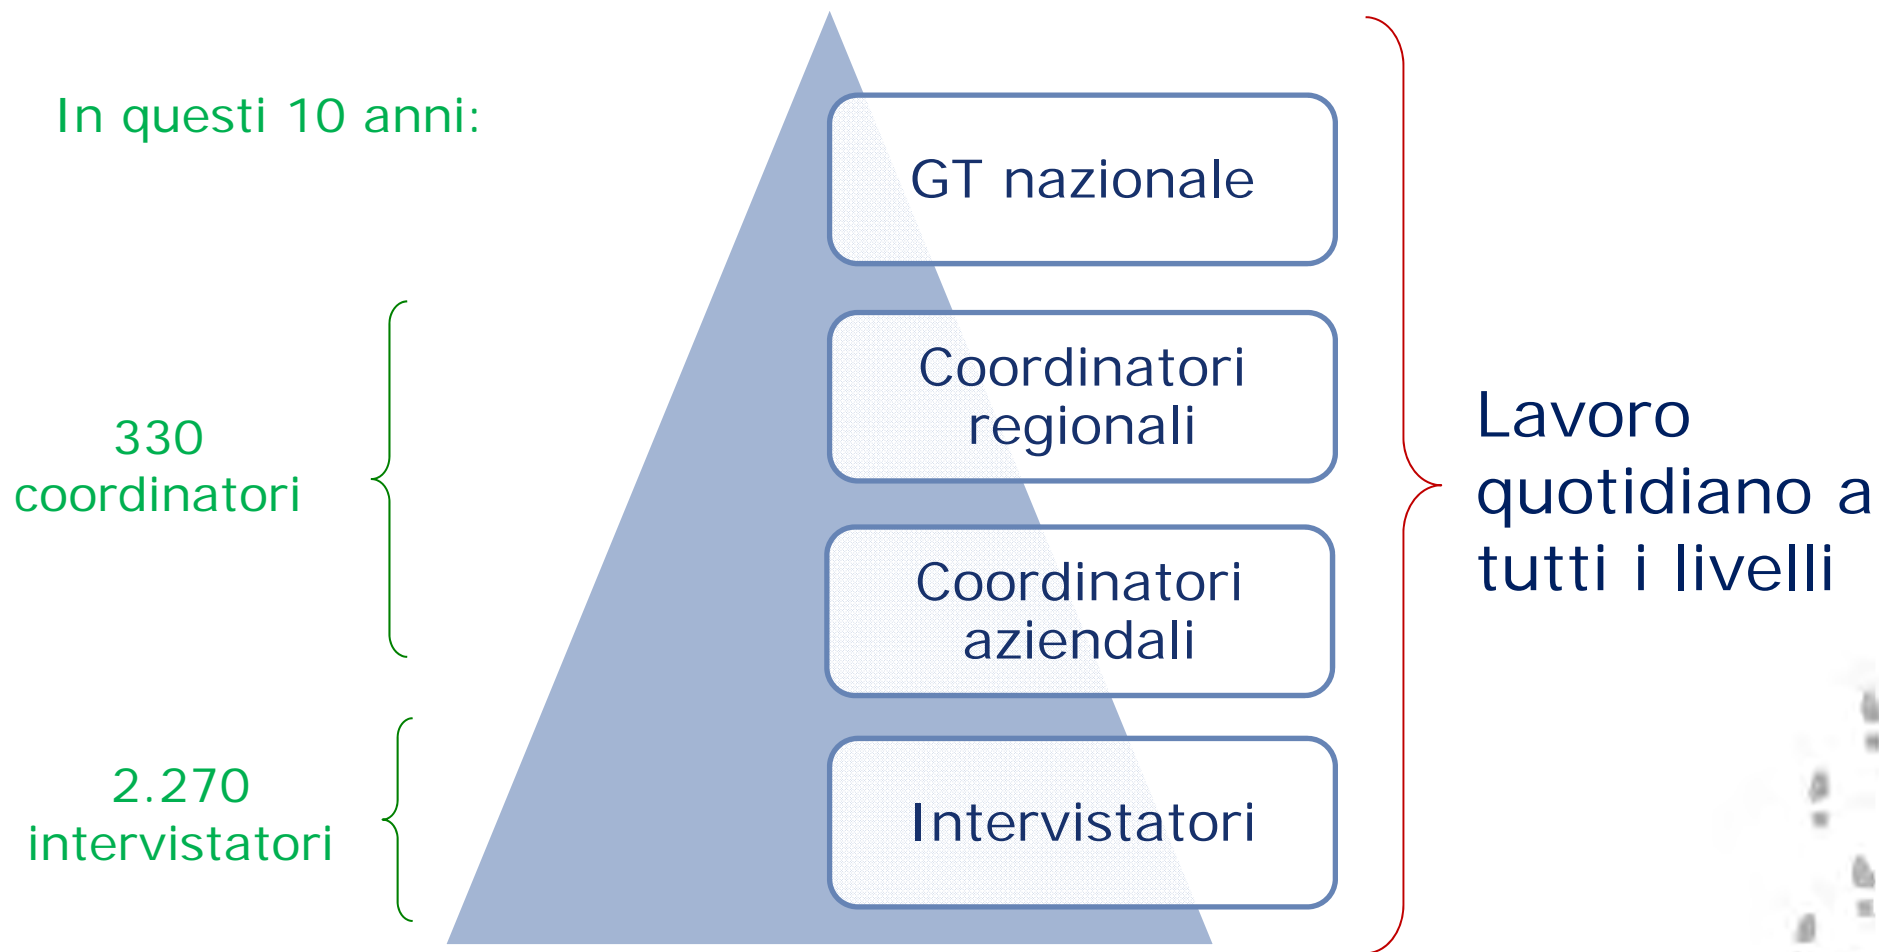 In questi 10 anni:
GT nazionale
Coordinatori
regionali
330
coordinatori
Lavoro
quotidiano a
tutti i livelli
Coordinatori
aziendali
2.270
intervistatori
Intervistatori